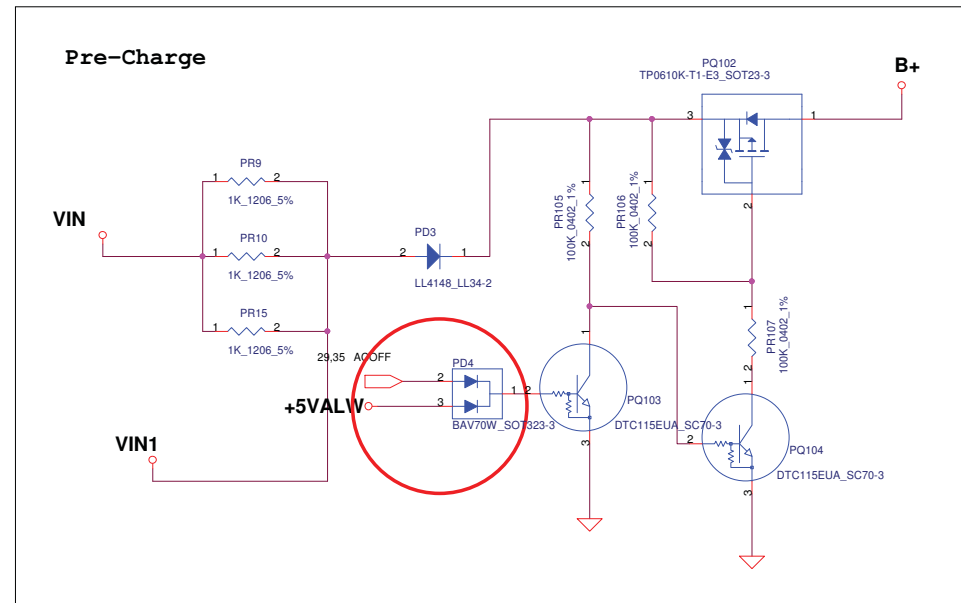 Pre-Charge
PQ102
TP0610K-T1-E3_SOT23-3
B+
3
1
2
PR9
1
2
1K_1206_5%
VIN
PR10
1
2
1K_1206_5%
PR15
1
2
1K_1206_5%
PD3
2
1
LL4148_LL34-2
1
PR105
100K_0402_1%
2
1
PR106
100K_0402_1%
2
1
PR107
100K_0402_1%
2
29,35 ACOFF
PD4
2
3
1
+5VALW
BAV70W_SOT323-3
VIN1
1
2
PQ103
3
DTC115EUA_SC70-3
1
2
PQ104
3
DTC115EUA_SC70-3